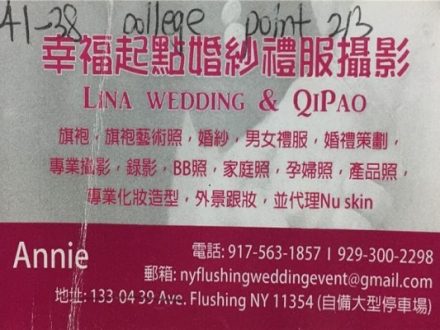 41-38 college point 2/3
幸福起點婚紗禮服攝影
LINA WEDDING & QIPAO
旗袍，旗袍藝術照，婚紗，男女禮服，婚禮策劃，
專業攝影，錄影，BB照，家庭照，孕婦照，產品照，
專業化妝造型，外景跟妝，並代理Nu skin
Annie
電話: 917-563-1857 | 929-300-2298
郵箱: nyflushingweddingevent@gmail.com
地址: 133-04 39 Ave. Flushing NY 11354 (自備大型停車場)